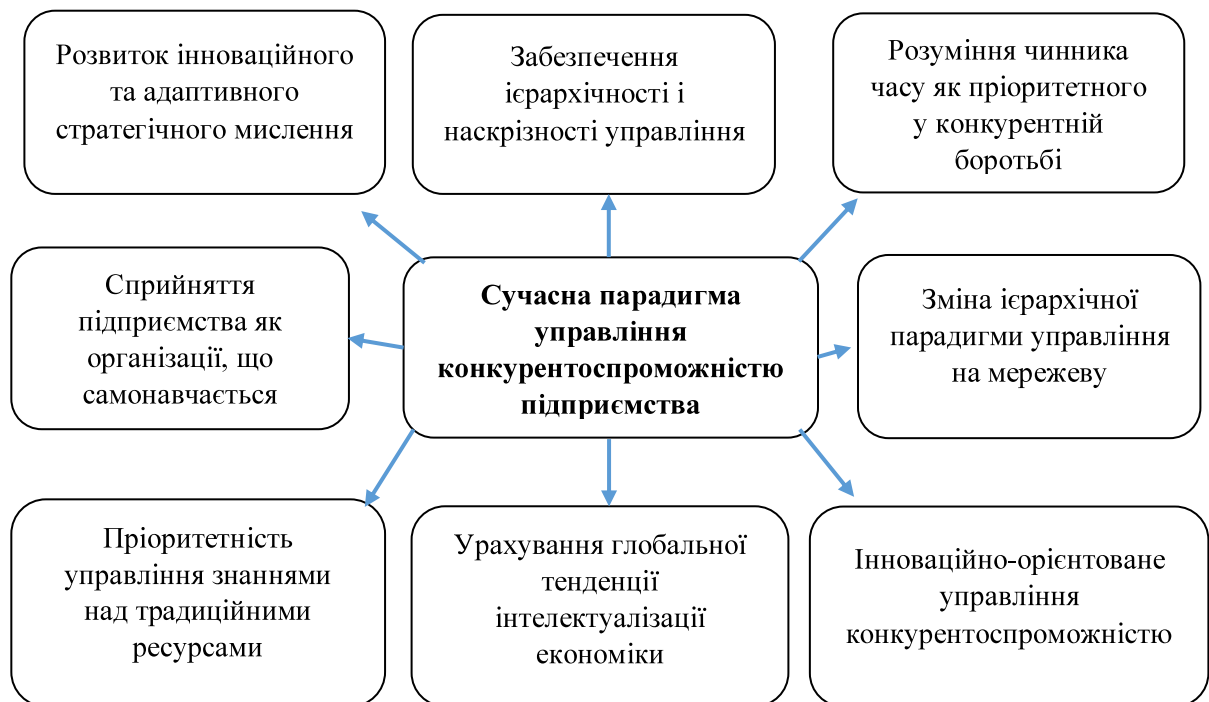 Розвиток інноваційного
та адаптивного
стратегічного мислення
Забезпечення
ієрархічності і
наскрізності управління
Розуміння чинника
часу як пріоритетного
у конкурентній
боротьбі
Сприйняття
підприємства як
організації, що
самонавчається
Сучасна парадигма
управління
конкурентоспроможністю
підприємства
Зміна ієрархічної
парадигми управління
на мережеву
Пріоритетність
управління знаннями
над традиційними
ресурсами
Урахування глобальної
тенденції
інтелектуалізації
економіки
Інноваційно-орієнтоване
управління
конкурентоспроможністю